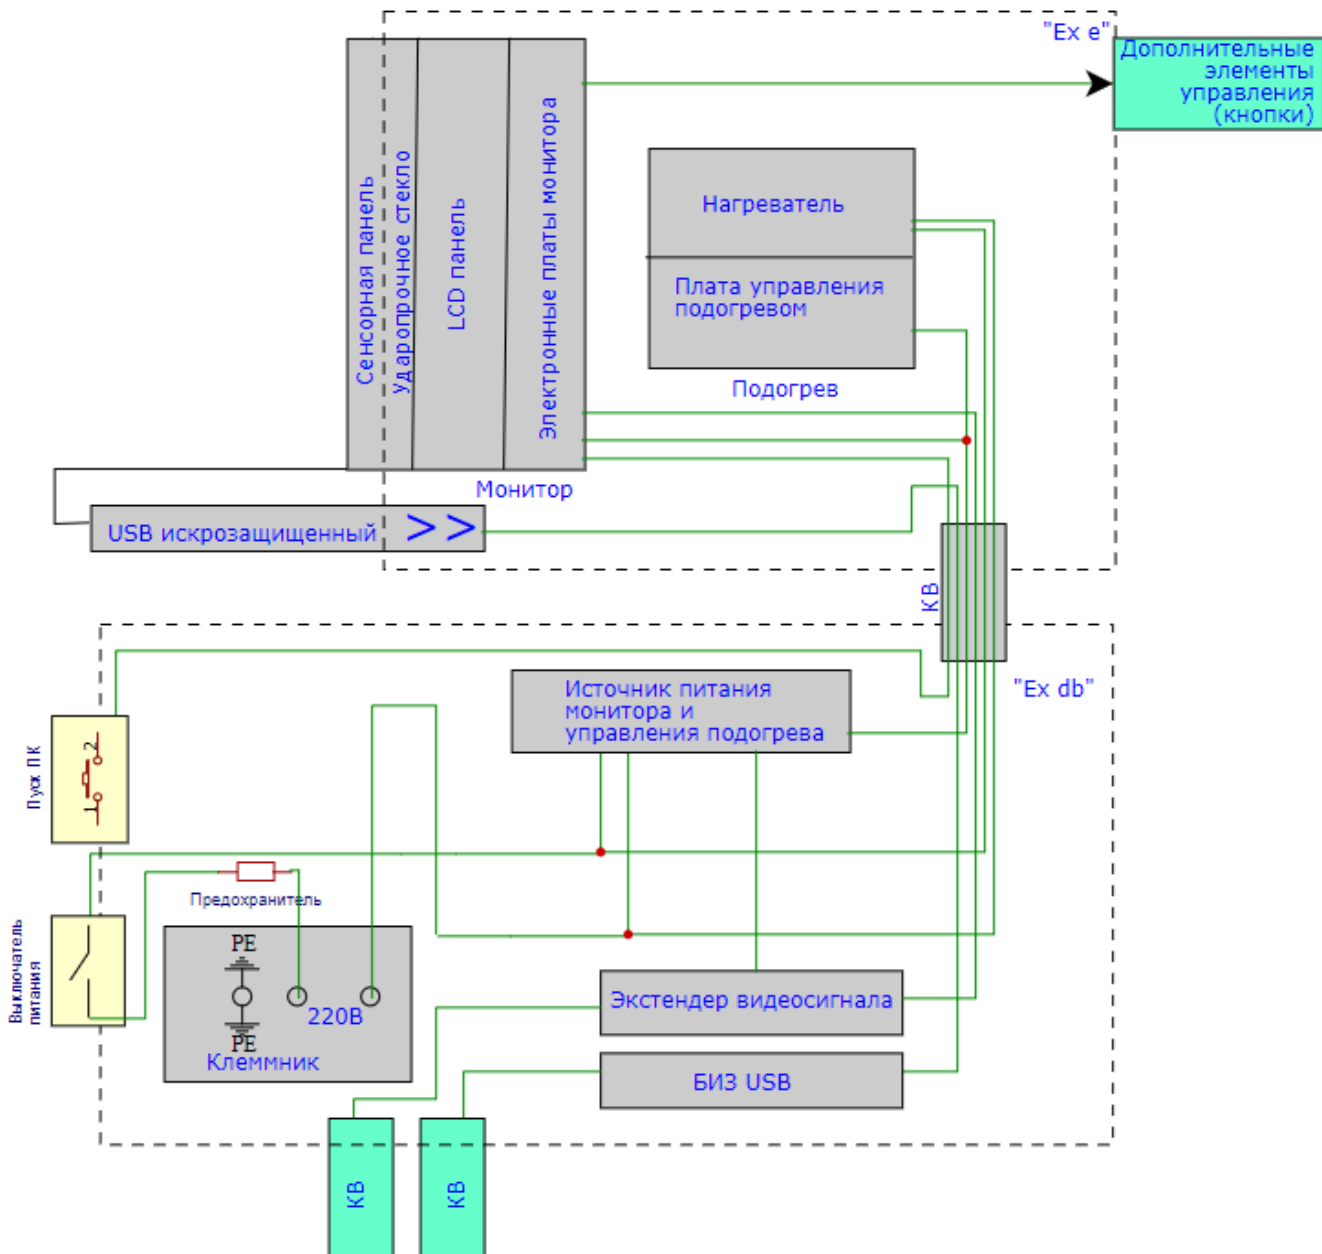 "Ex e"
Дополнительные
элементы
управления
(кнопки)
Сенсорная панель
ударопрочное стекло
LCD панель
Электронные платы монитора
Нагреватель
Плата управления
подогревом
Подогрев
Монитор
USB искрозащищенный >>
КВ
"Ex db"
Источник питания
монитора и
управления подогрева
Пуск ПК
1 2
Предохранитель
Выключатель
питания
PE
220В
PE
Клеммник
Экстендер видеосигнала
БИЗ USB
КВ
КВ